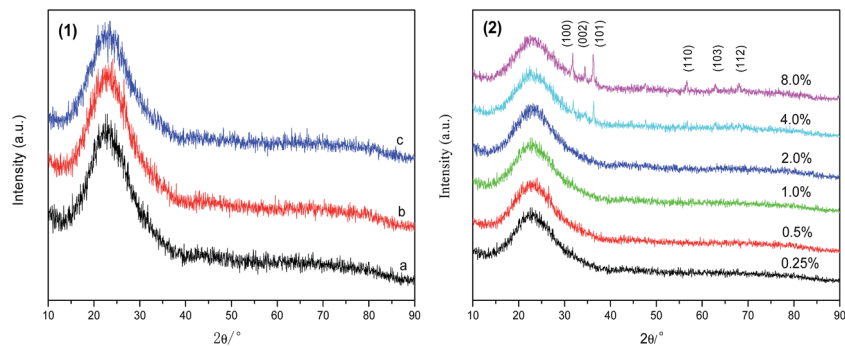 (1)
Intensity (a.u.)
c
b
a
10 20 30 40 50 60 70 80 90
2θ/°
(2)
Intensity (a.u.)
(100)
(002)
(101)
(110)
(103)
(112)
8.0%
4.0%
2.0%
1.0%
0.5%
0.25%
10 20 30 40 50 60 70 80 90
2θ/°